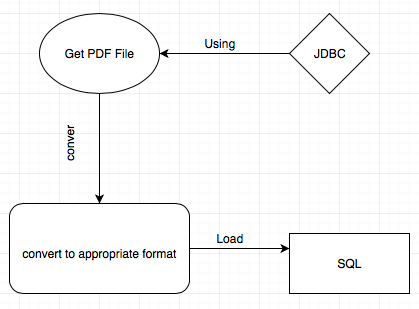 Get PDF File
Using
JDBC
conver
convert to appropriate format
Load
SQL